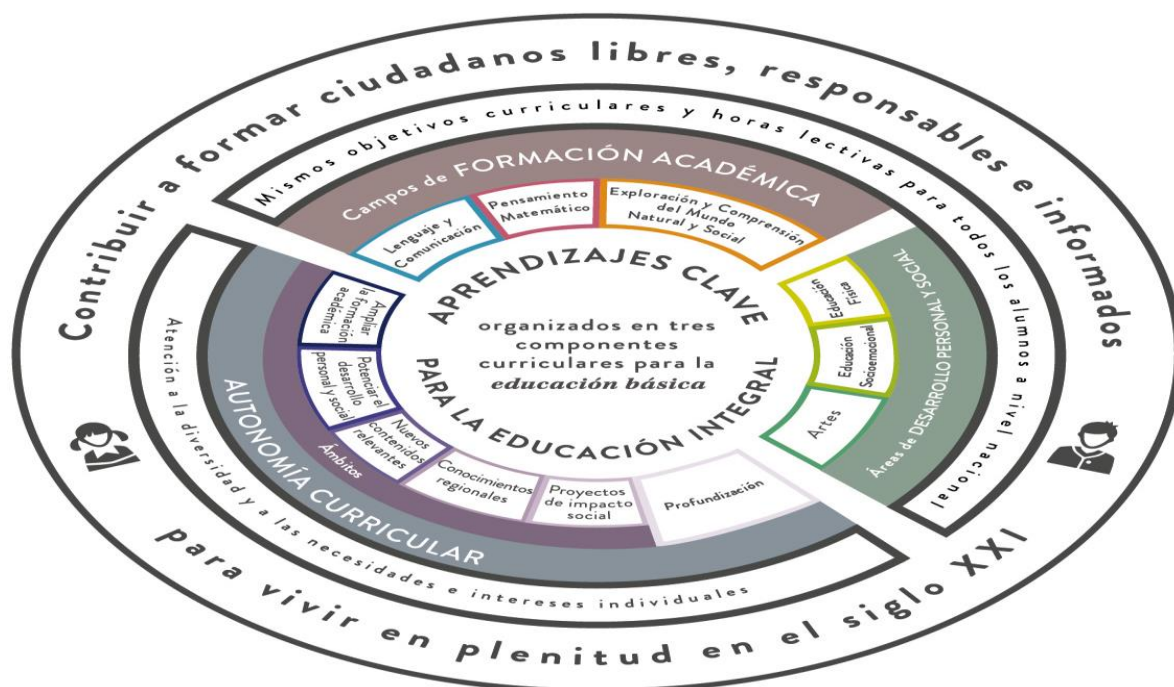 Contribuir a formar ciudadanos libres, responsables e informados
para vivir en plenitud en el siglo XXI
Mismos objetivos curriculares y horas lectivas para todos los alumnos a nivel nacional
Campos de FORMACIÓN ACADÉMICA
Lenguaje y
Comunicación
Pensamiento
Matemático
Exploración y Comprensión
del Mundo
Natural y Social
Áreas de DESARROLLO PERSONAL Y SOCIAL
Educación
Física
Educación
Socioemocional
Artes
APRENDIZAJES CLAVE
organizados en tres
componentes
curriculares para la
educación básica
PARA LA EDUCACIÓN INTEGRAL
Atención a la diversidad y a las necesidades e intereses individuales
AUTONOMÍA CURRICULAR
Ámbitos
Ampliar
la formación
académica
Potenciar el
desarrollo
personal y social
Nuevos
contenidos
relevantes
Conocimientos
regionales
Proyectos
de impacto
social
Profundización